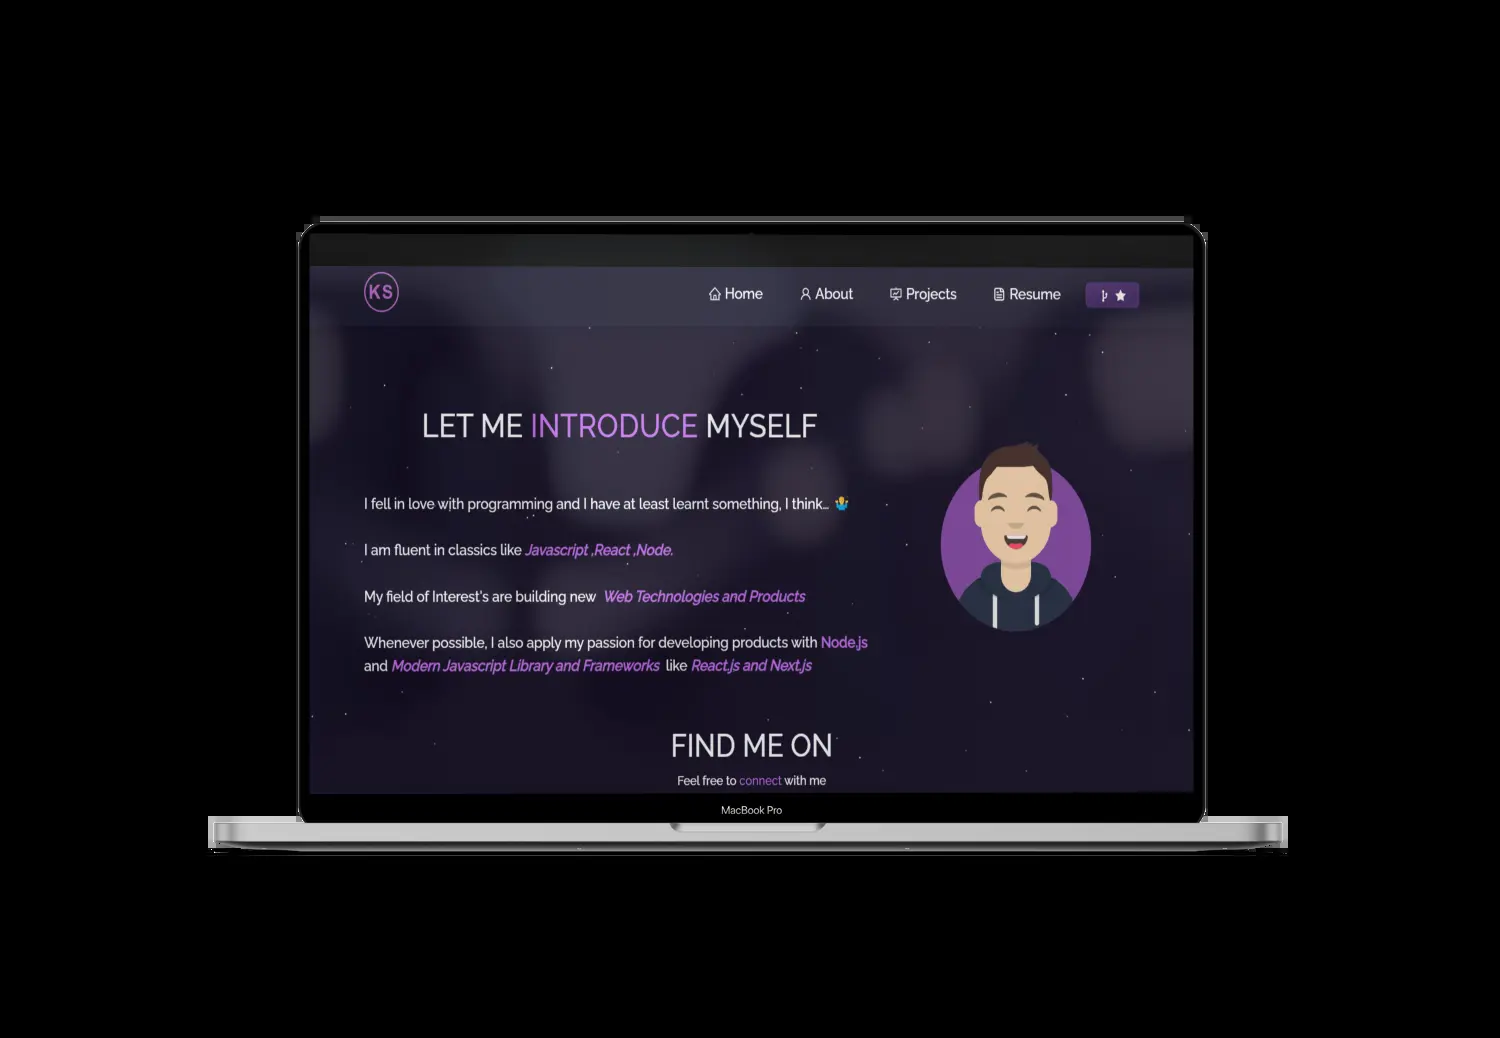 KS
Home About Projects Resume
LET ME INTRODUCE MYSELF
I fell in love with programming and I have at least learnt something, I think… 🤷‍♂️
I am fluent in classics like Javascript ,React ,Node.
My field of Interest's are building new Web Technologies and Products
Whenever possible, I also apply my passion for developing products with Node.js
and Modern Javascript Library and Frameworks like React.js and Next.js
FIND ME ON
Feel free to connect with me
MacBook Pro